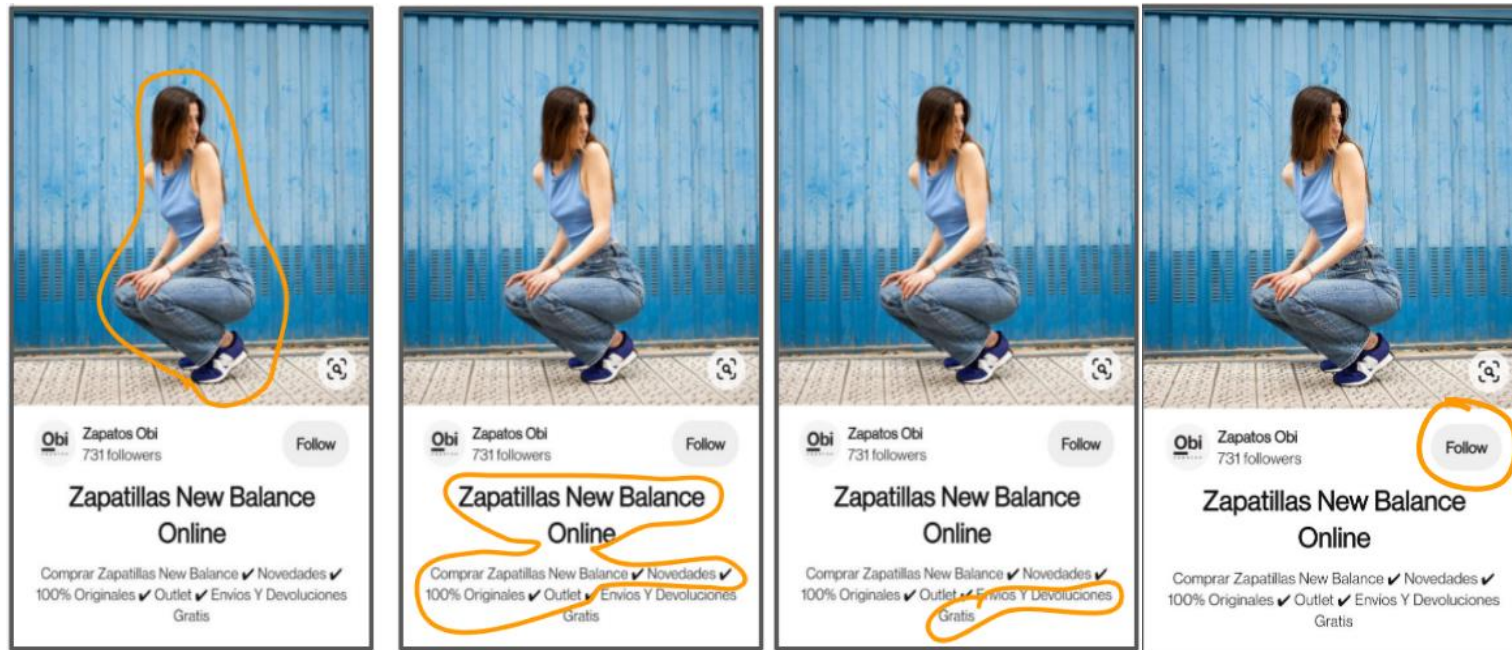 Obi
Zapatos Obi
731 followers
Follow
Zapatillas New Balance
Online
Comprar Zapatillas New Balance ✔ Novedades ✔
100% Originales ✔ Outlet ✔ Envios Y Devoluciones
Gratis
Obi
Zapatos Obi
731 followers
Follow
Zapatillas New Balance
Online
Comprar Zapatillas New Balance ✔ Novedades ✔
100% Originales ✔ Outlet ✔ Envios Y Devoluciones
Gratis
Obi
Zapatos Obi
731 followers
Follow
Zapatillas New Balance
Online
Comprar Zapatillas New Balance ✔ Novedades ✔
100% Originales ✔ Outlet ✔ Envios Y Devoluciones
Gratis
Obi
Zapatos Obi
731 followers
Follow
Zapatillas New Balance
Online
Comprar Zapatillas New Balance ✔ Novedades ✔
100% Originales ✔ Outlet ✔ Envios Y Devoluciones
Gratis